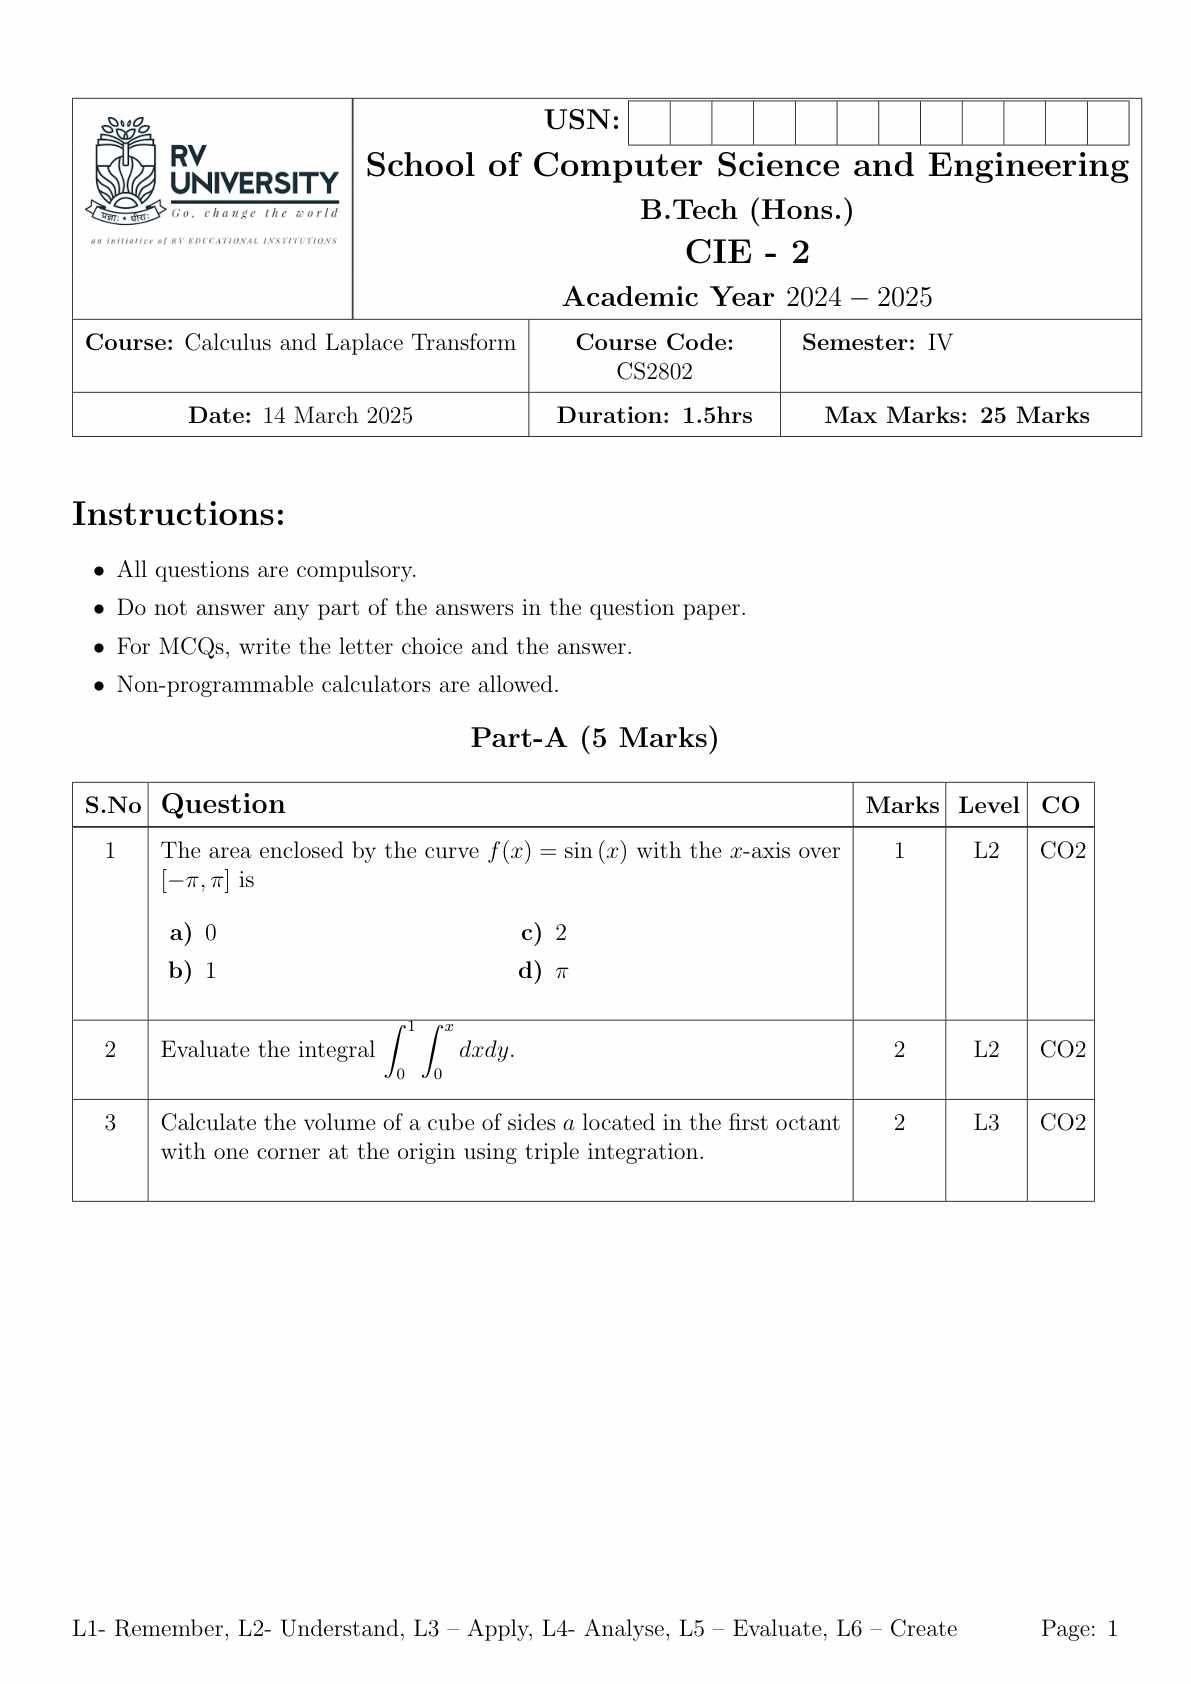 USN:
RV
UNIVERSITY
Go, change the world
an initiative of RV EDUCATIONAL INSTITUTIONS
School of Computer Science and Engineering
B.Tech (Hons.)
CIE - 2
Academic Year 2024 – 2025
Course: Calculus and Laplace Transform
Course Code:
CS2802
Semester: IV
Date: 14 March 2025
Duration: 1.5hrs
Max Marks: 25 Marks
Instructions:
• All questions are compulsory.
• Do not answer any part of the answers in the question paper.
• For MCQs, write the letter choice and the answer.
• Non-programmable calculators are allowed.
Part-A (5 Marks)
S.No Question Marks Level CO
1 The area enclosed by the curve f(x) = sin (x) with the x-axis over 1 L2 CO2
[−π, π] is
a) 0 c) 2
b) 1 d) π
2 Evaluate the integral ∫₀¹ ∫₀ˣ dxdy. 2 L2 CO2
3 Calculate the volume of a cube of sides a located in the first octant 2 L3 CO2
with one corner at the origin using triple integration.
L1- Remember, L2- Understand, L3 – Apply, L4- Analyse, L5 – Evaluate, L6 – Create Page: 1